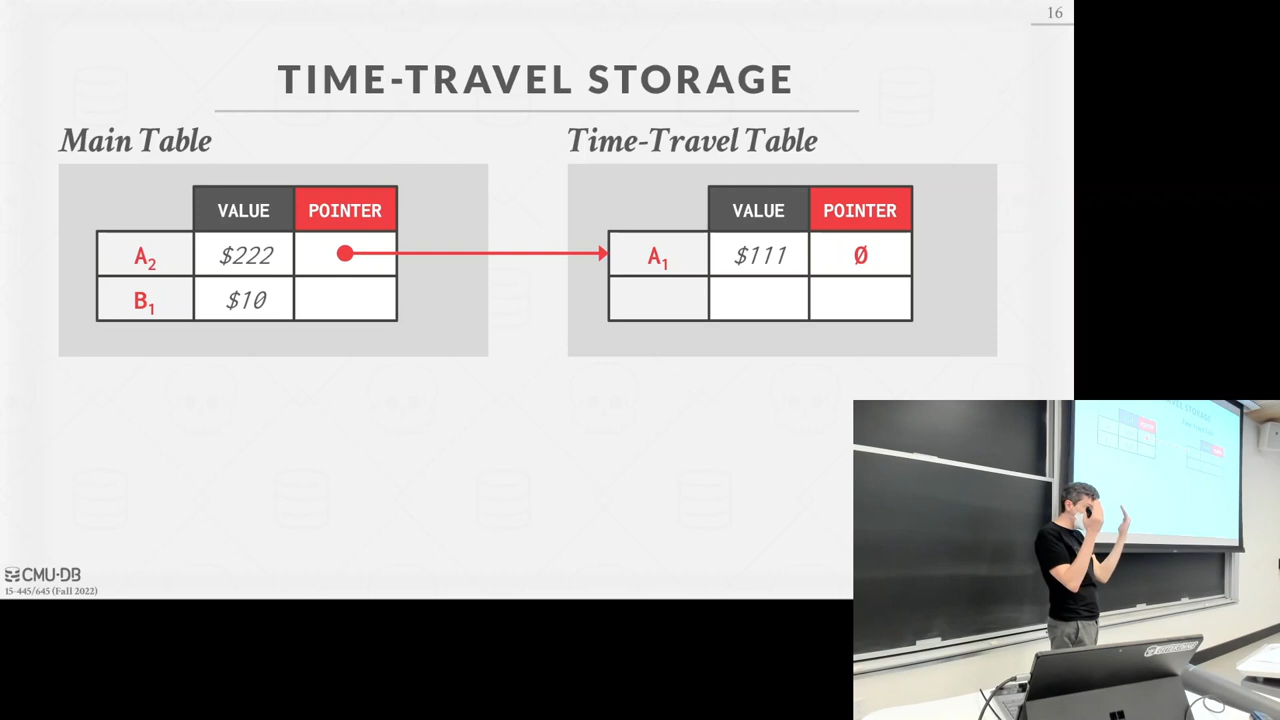 16
TIME-TRAVEL STORAGE
Main Table
VALUE POINTER
A2 $222
B1 $10
Time-Travel Table
VALUE POINTER
A1 $111 Ø
CMU·DB
15-445/645 (Fall 2022)